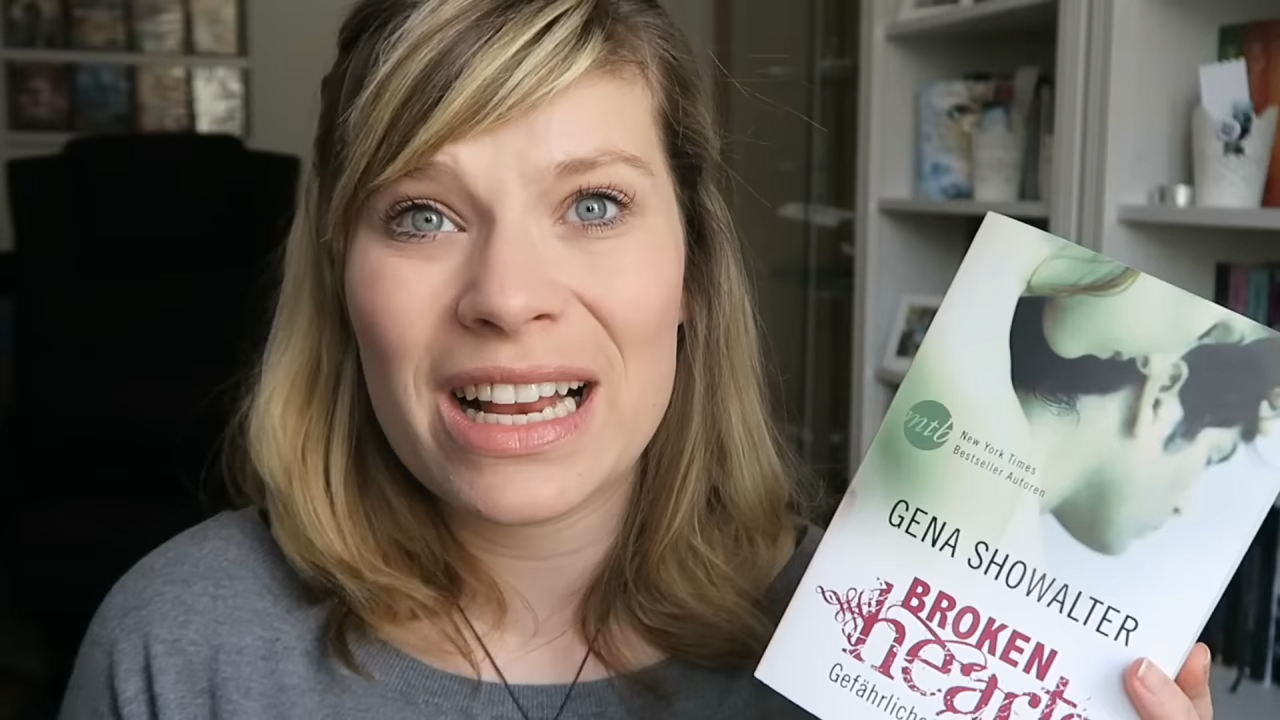 mtb
New York Times
Bestseller Autoren
GENA SHOWALTER
BROKEN
heart
Gefährliche